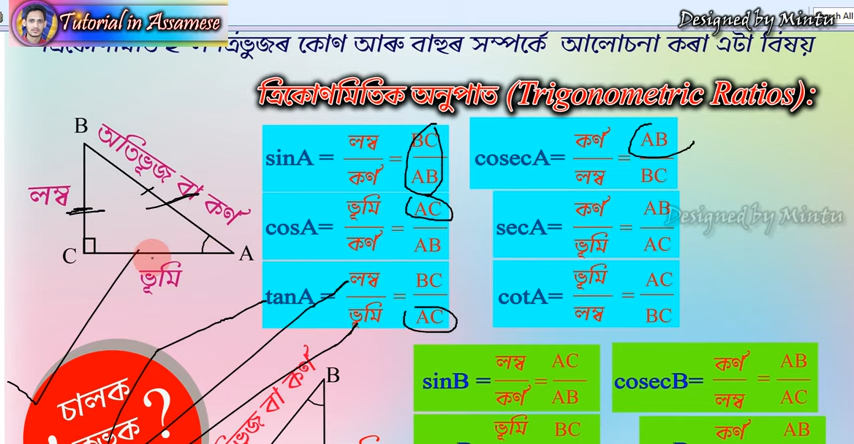 Tutorial in Assamese
Designed by Mintu
ত্ৰিভুজৰ কোণ আৰু বাহুৰ সম্পৰ্কে আলোচনা কৰা এটা বিষয়
ত্ৰিকোণমিতিক অনুপাত (Trigonometric Ratios):
B
অতিভূজ বা কৰ্ণ
লম্ব
C
A
ভূমি
sinA = লম্ব/কৰ্ণ = BC/AB
cosecA= কৰ্ণ/লম্ব = AB/BC
cosA= ভূমি/কৰ্ণ = AC/AB
secA= কৰ্ণ/ভূমি = AB/AC
Designed by Mintu
tanA = লম্ব/ভূমি = BC/AC
cotA= ভূমি/লম্ব = AC/BC
চালক
?
B
বা কৰ্ণ
sinB = লম্ব/কৰ্ণ = AC/AB
cosecB= কৰ্ণ/লম্ব = AB/AC
ভূমি BC
কৰ্ণ AB